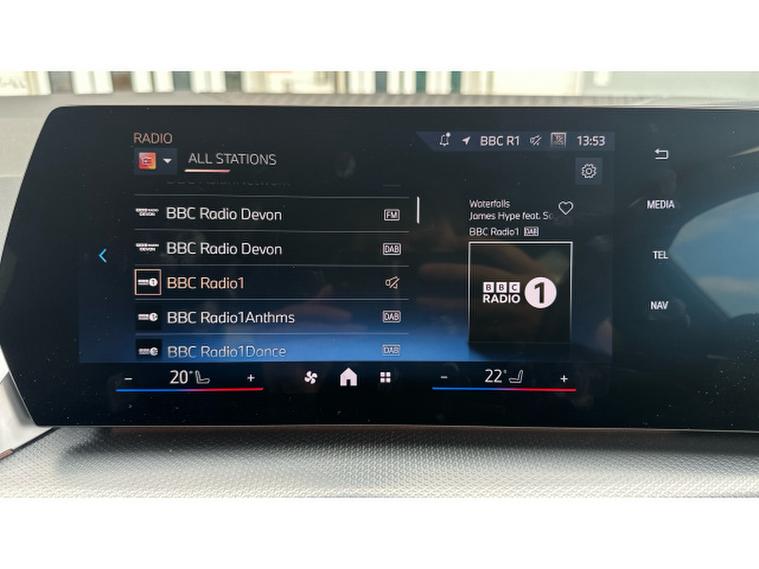 RADIO
BBC R1 13:53
ALL STATIONS
BBC Radio Devon FM
BBC Radio Devon DAB
BBC Radio1
BBC Radio1Anthms DAB
BBC Radio1Dance DAB
Waterfalls
James Hype feat. Sc
BBC Radio1 DAB
BBC RADIO 1
MEDIA
TEL
NAV
− 20° + − 22° +